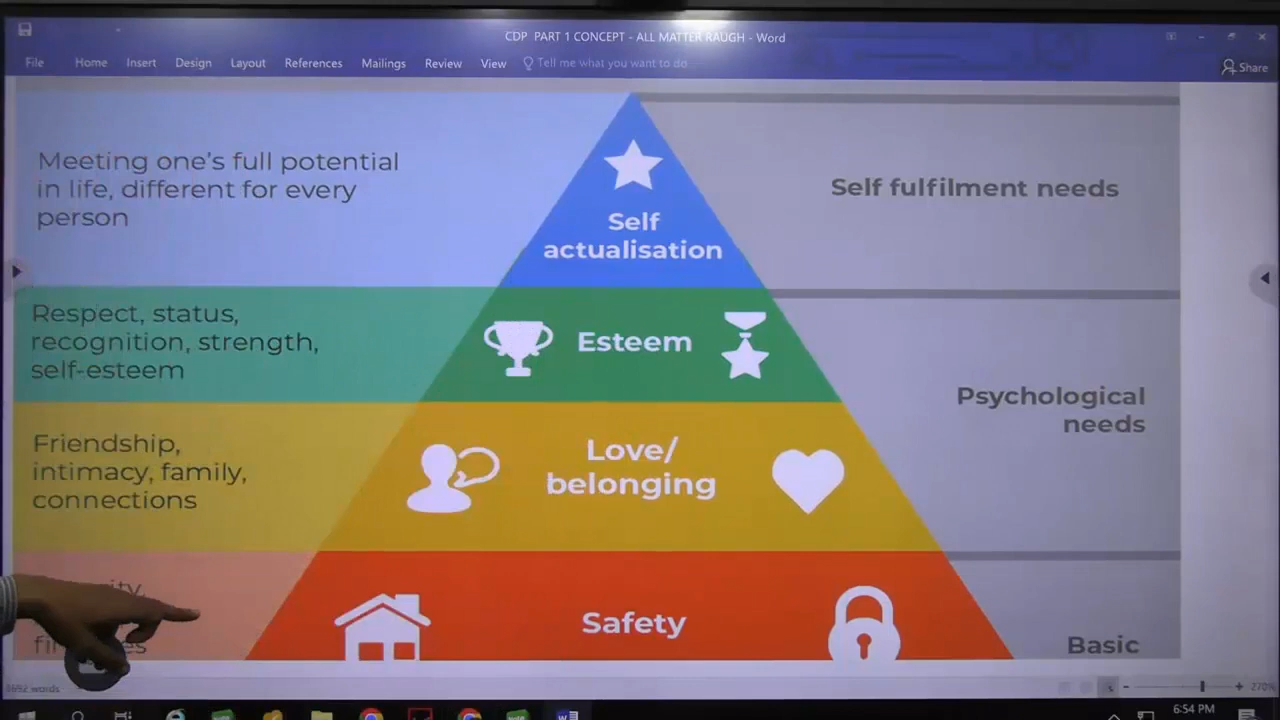 CDP PART 1 CONCEPT - ALL MATTER RAUGH - Word
File Home Insert Design Layout References Mailings Review View Tell me what you want to do... Share
Meeting one's full potential
in life, different for every
person
Self
actualisation
Self fulfilment needs
Respect, status,
recognition, strength,
self-esteem
Esteem
Psychological
needs
Friendship,
intimacy, family,
connections
Love/
belonging
Safety
Basic
words
270%
6:54 PM